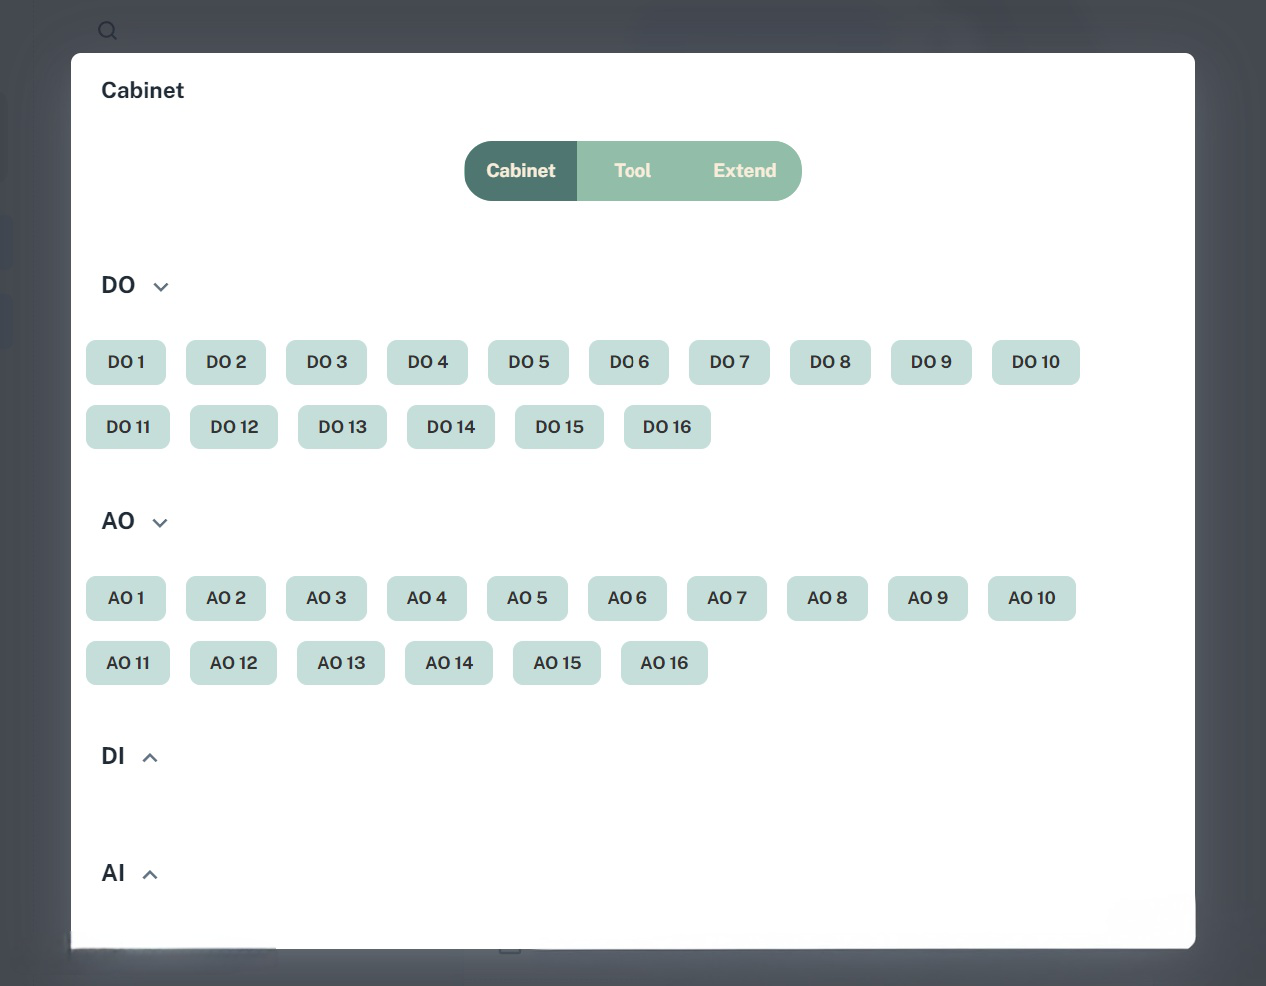 Cabinet
Cabinet Tool Extend
DO
DO 1 DO 2 DO 3 DO 4 DO 5 DO 6 DO 7 DO 8 DO 9 DO 10
DO 11 DO 12 DO 13 DO 14 DO 15 DO 16
AO
AO 1 AO 2 AO 3 AO 4 AO 5 AO 6 AO 7 AO 8 AO 9 AO 10
AO 11 AO 12 AO 13 AO 14 AO 15 AO 16
DI
AI